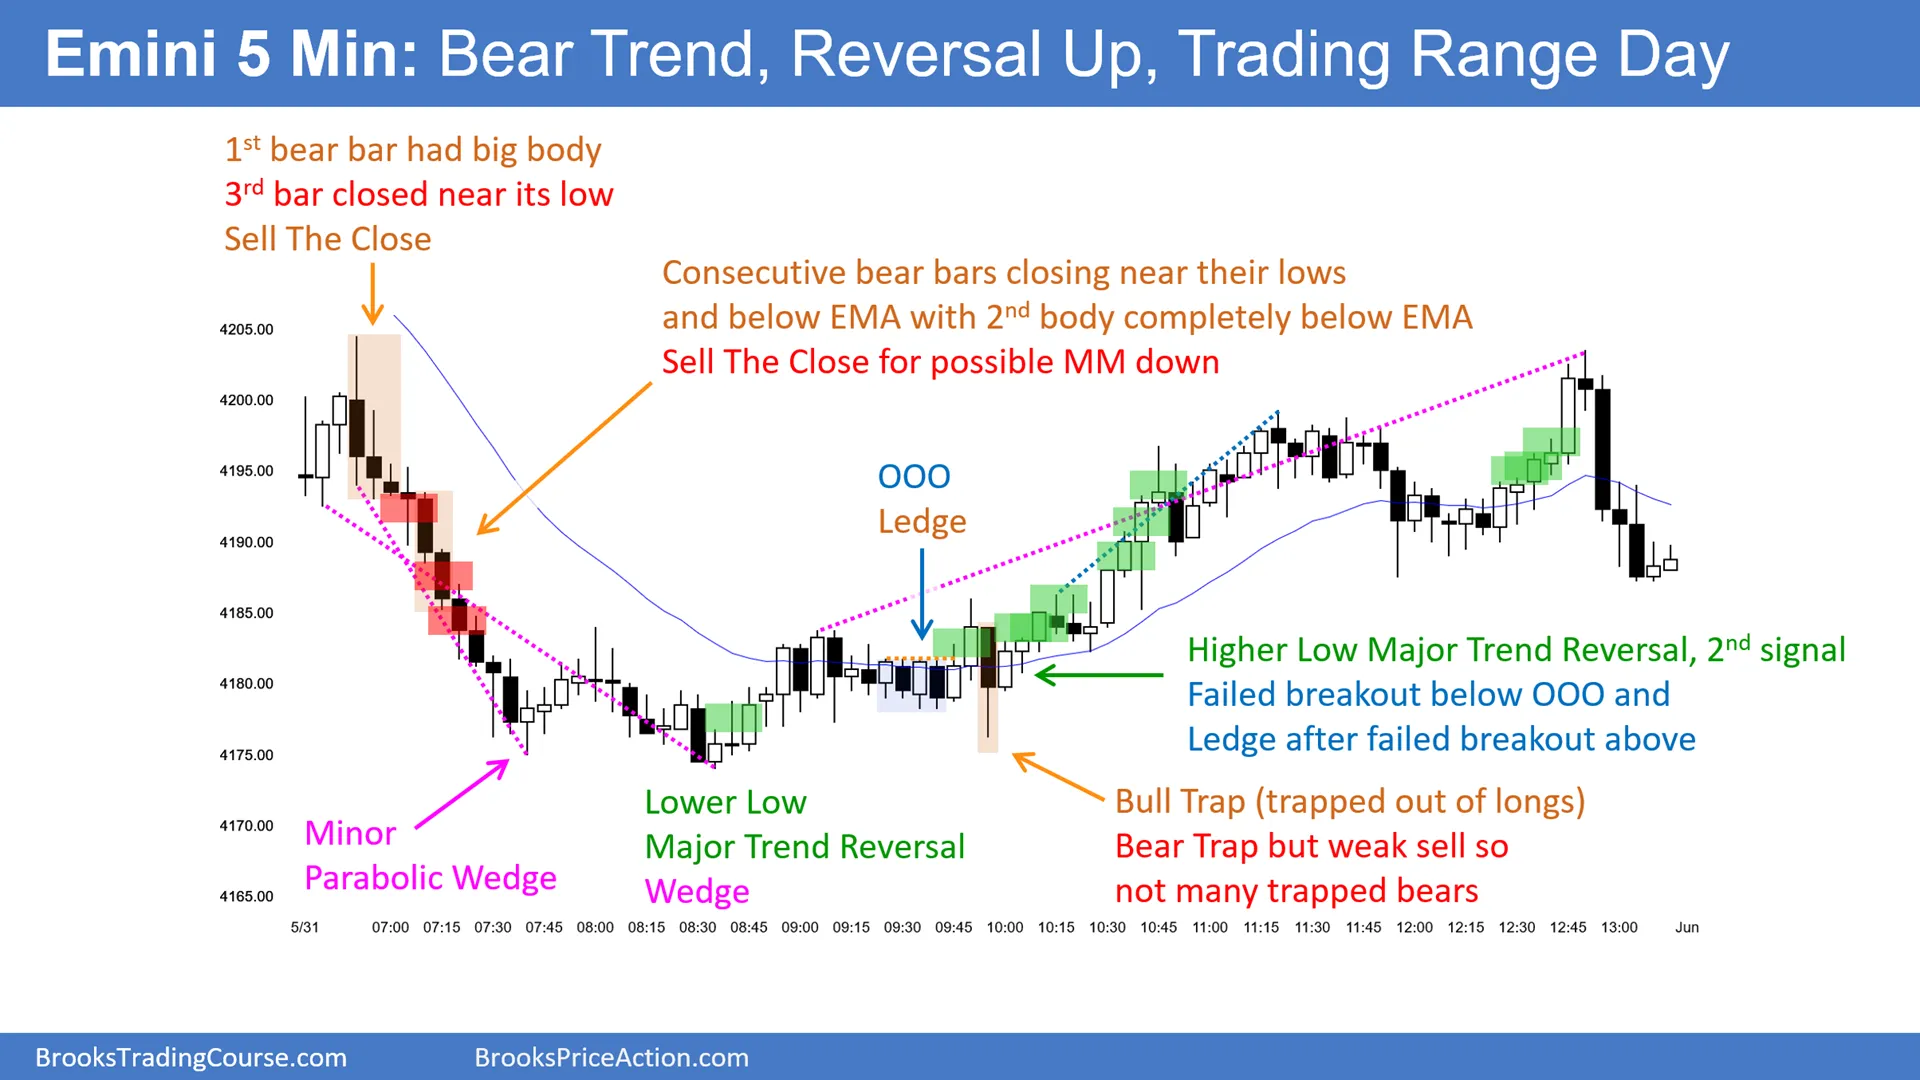 Emini 5 Min: Bear Trend, Reversal Up, Trading Range Day
1st bear bar had big body
3rd bar closed near its low
Sell The Close
Consecutive bear bars closing near their lows
and below EMA with 2nd body completely below EMA
Sell The Close for possible MM down
OOO
Ledge
Higher Low Major Trend Reversal, 2nd signal
Failed breakout below OOO and
Ledge after failed breakout above
Bull Trap (trapped out of longs)
Bear Trap but weak sell so
not many trapped bears
Minor
Parabolic Wedge
Lower Low
Major Trend Reversal
Wedge
4205.00
4200.00
4195.00
4190.00
4185.00
4180.00
4175.00
4170.00
4165.00
5/31 07:00 07:15 07:30 07:45 08:00 08:15 08:30 08:45 09:00 09:15 09:30 09:45 10:00 10:15 10:30 10:45 11:00 11:15 11:30 11:45 12:00 12:15 12:30 12:45 13:00 Jun
BrooksTradingCourse.com BrooksPriceAction.com